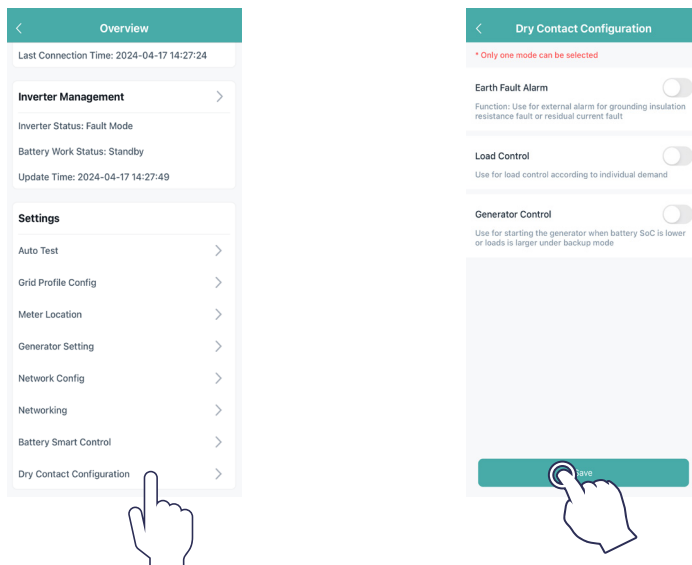 Overview
Last Connection Time: 2024-04-17 14:27:24
Inverter Management
Inverter Status: Fault Mode
Battery Work Status: Standby
Update Time: 2024-04-17 14:27:49
Settings
Auto Test
Grid Profile Config
Meter Location
Generator Setting
Network Config
Networking
Battery Smart Control
Dry Contact Configuration
Dry Contact Configuration
* Only one mode can be selected
Earth Fault Alarm
Function: Use for external alarm for grounding insulation
resistance fault or residual current fault
Load Control
Use for load control according to individual demand
Generator Control
Use for starting the generator when battery SoC is lower
or loads is larger under backup mode
Save